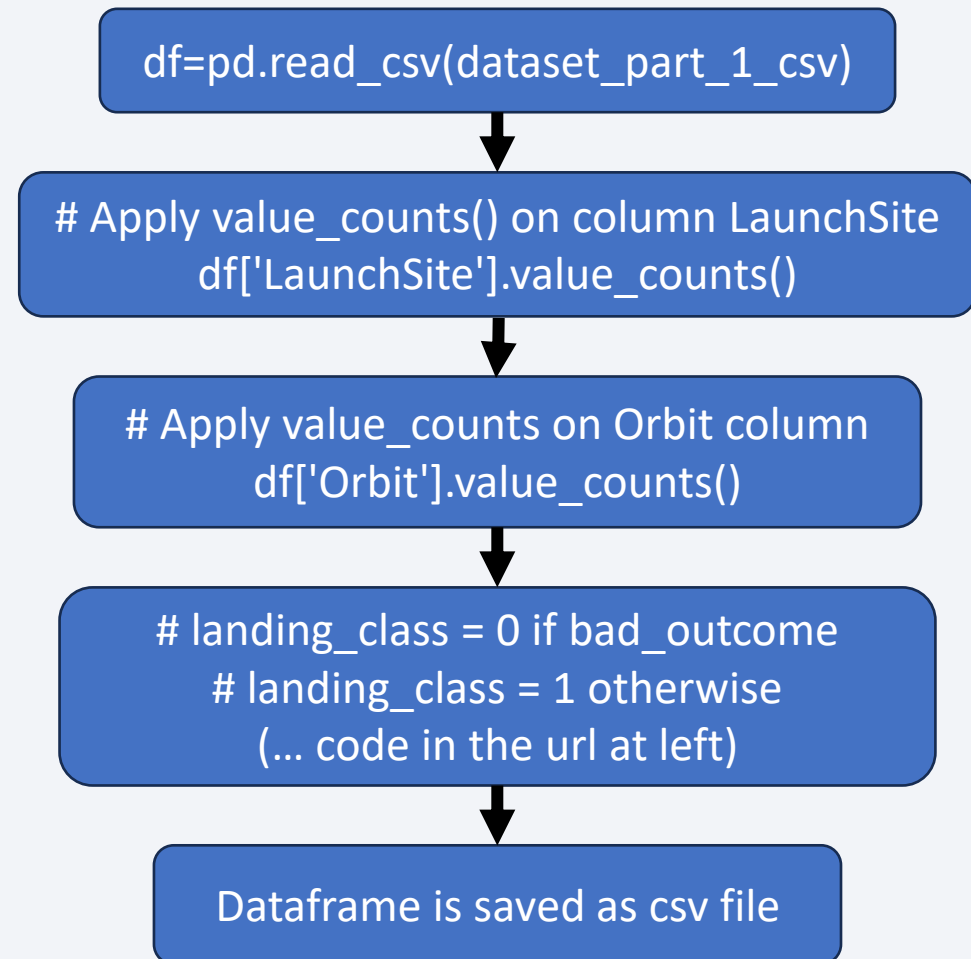 df=pd.read_csv(dataset_part_1_csv)
# Apply value_counts() on column LaunchSite
df['LaunchSite'].value_counts()
# Apply value_counts on Orbit column
df['Orbit'].value_counts()
# landing_class = 0 if bad_outcome
# landing_class = 1 otherwise
(... code in the url at left)
Dataframe is saved as csv file